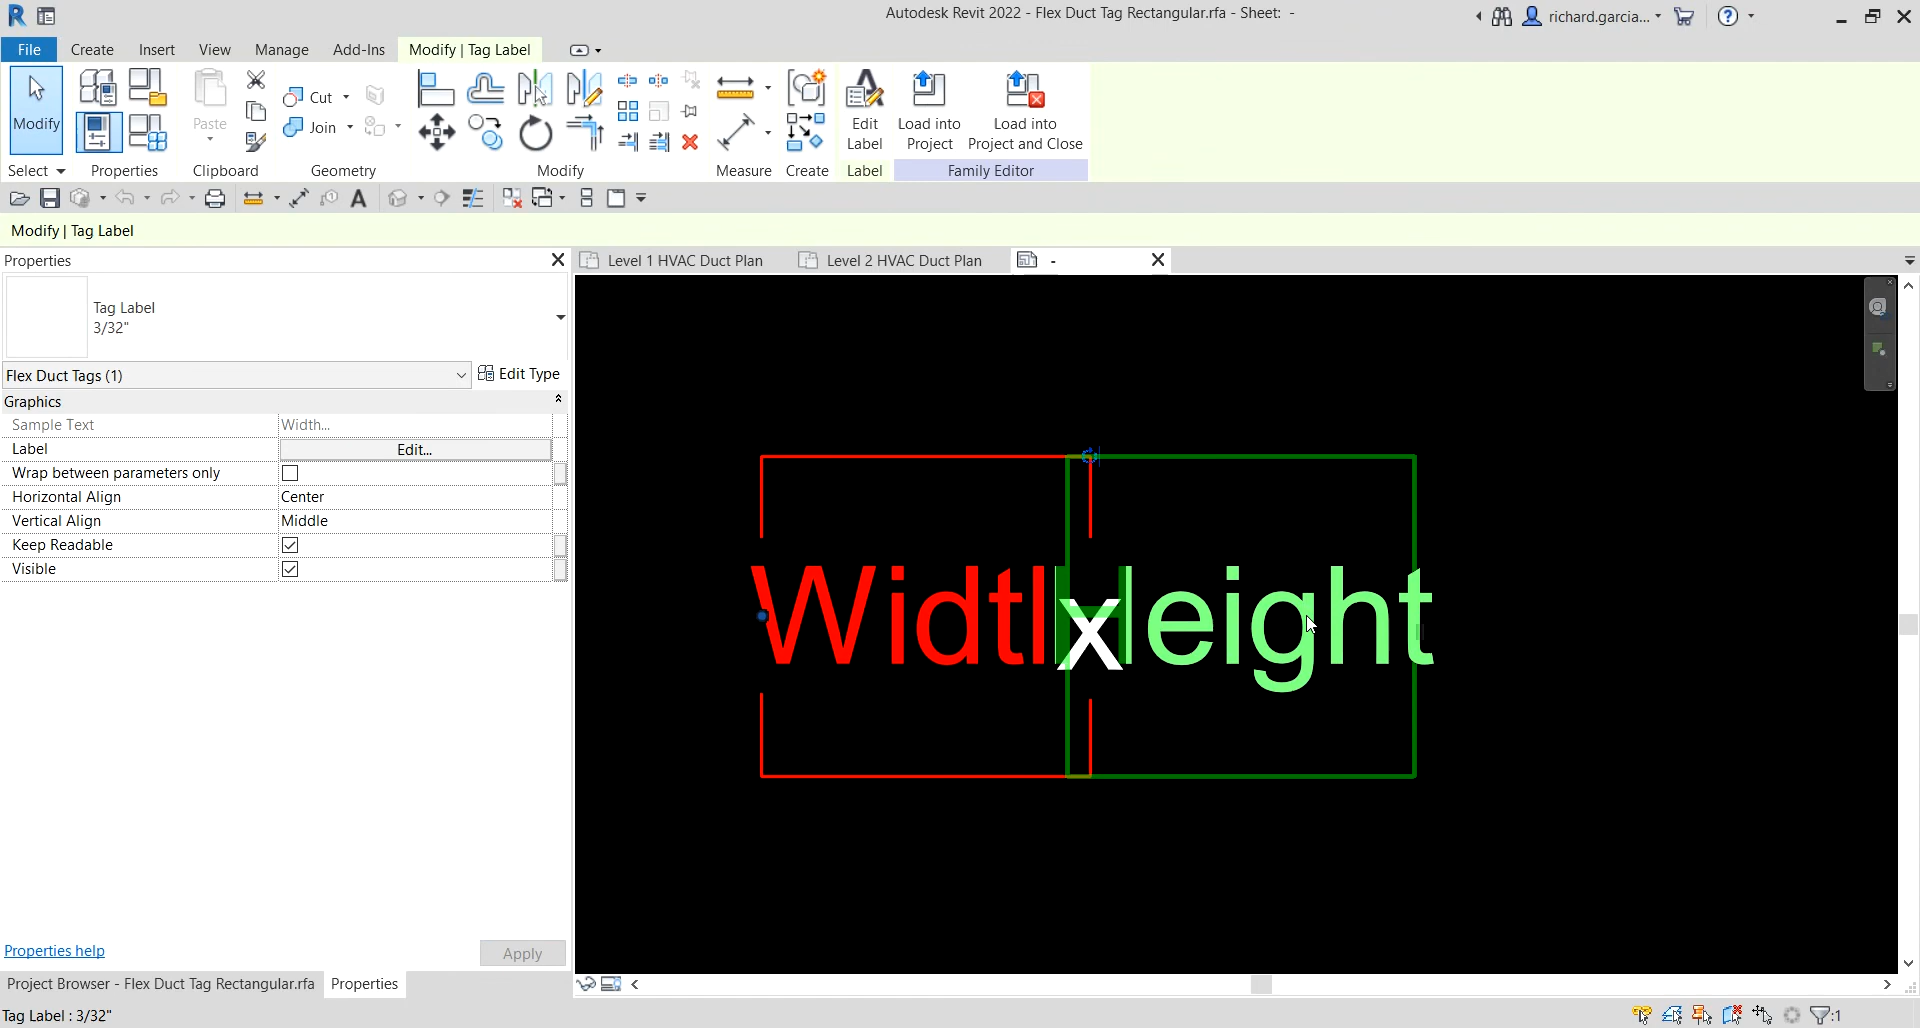 Autodesk Revit 2022 - Flex Duct Tag Rectangular.rfa - Sheet: -
richard.garcia...
File Create Insert View Manage Add-Ins Modify | Tag Label
Modify
Paste
Cut
Join
Edit Label
Load into Project
Load into Project and Close
Select Properties Clipboard Geometry Modify Measure Create Label Family Editor
Modify | Tag Label
Properties
Level 1 HVAC Duct Plan
Level 2 HVAC Duct Plan
-
Tag Label
3/32"
Flex Duct Tags (1)
Edit Type
Graphics
Sample Text Width...
Label Edit...
Wrap between parameters only
Horizontal Align Center
Vertical Align Middle
Keep Readable
Visible
x
Height
Properties help
Apply
Project Browser - Flex Duct Tag Rectangular.rfa
Properties
Tag Label : 3/32"
:1